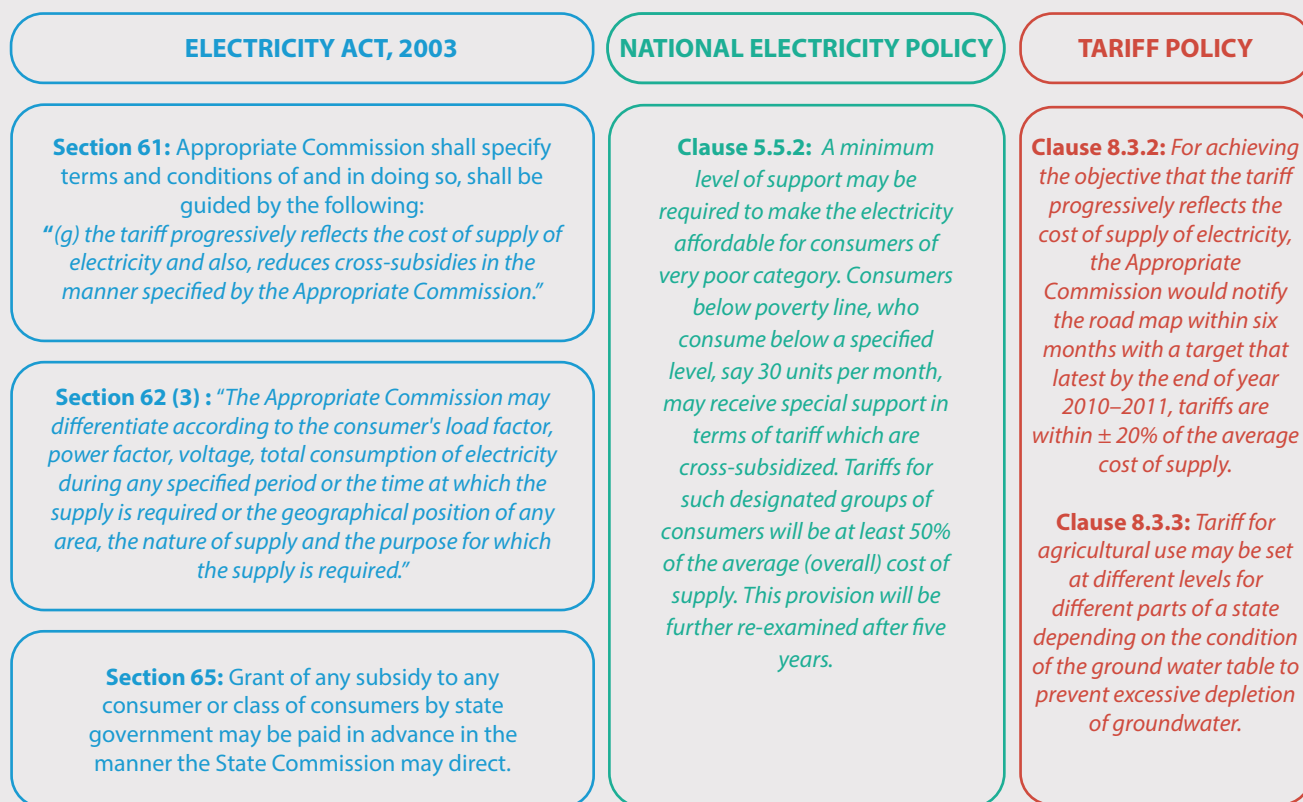 ELECTRICITY ACT, 2003
Section 61: Appropriate Commission shall specify
terms and conditions of and in doing so, shall be
guided by the following:
“(g) the tariff progressively reflects the cost of supply of
electricity and also, reduces cross-subsidies in the
manner specified by the Appropriate Commission.”
Section 62 (3) : “The Appropriate Commission may
differentiate according to the consumer's load factor,
power factor, voltage, total consumption of electricity
during any specified period or the time at which the
supply is required or the geographical position of any
area, the nature of supply and the purpose for which
the supply is required.”
Section 65: Grant of any subsidy to any
consumer or class of consumers by state
government may be paid in advance in the
manner the State Commission may direct.
NATIONAL ELECTRICITY POLICY
Clause 5.5.2: A minimum
level of support may be
required to make the electricity
affordable for consumers of
very poor category. Consumers
below poverty line, who
consume below a specified
level, say 30 units per month,
may receive special support in
terms of tariff which are
cross-subsidized. Tariffs for
such designated groups of
consumers will be at least 50%
of the average (overall) cost of
supply. This provision will be
further re-examined after five
years.
TARIFF POLICY
Clause 8.3.2: For achieving
the objective that the tariff
progressively reflects the
cost of supply of electricity,
the Appropriate
Commission would notify
the road map within six
months with a target that
latest by the end of year
2010–2011, tariffs are
within ± 20% of the average
cost of supply.
Clause 8.3.3: Tariff for
agricultural use may be set
at different levels for
different parts of a state
depending on the condition
of the ground water table to
prevent excessive depletion
of groundwater.